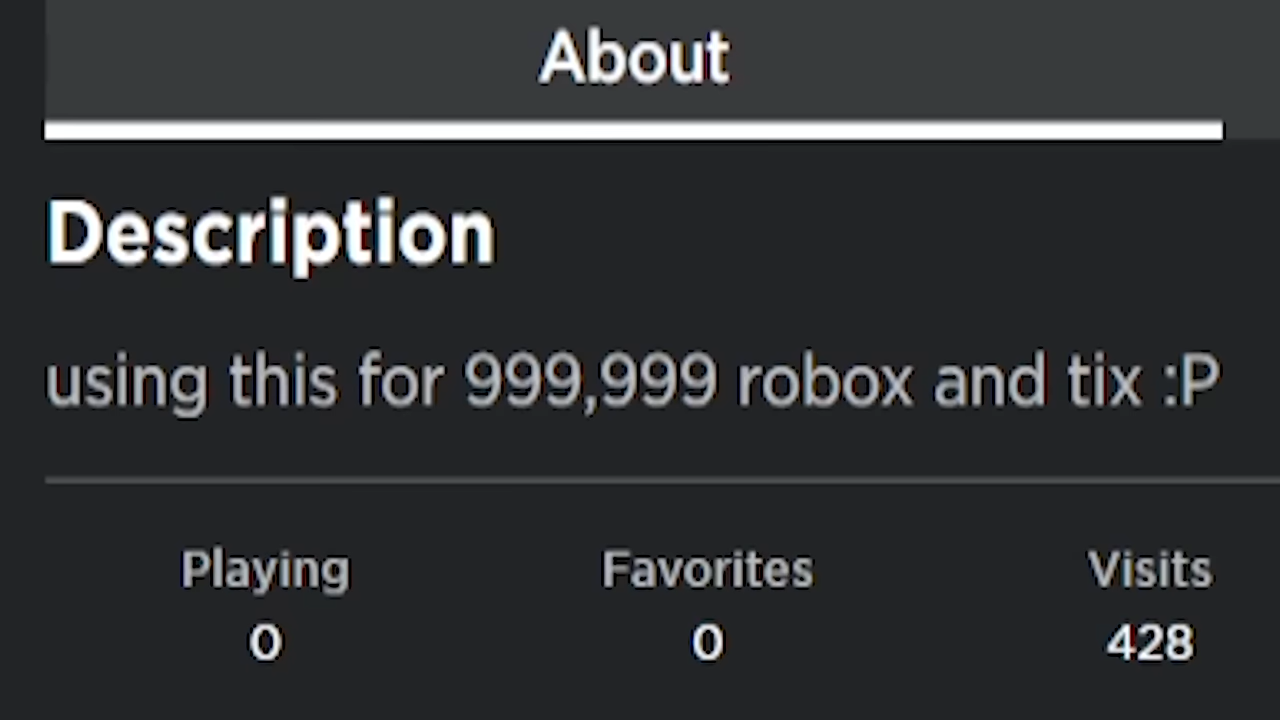 About
Description
using this for 999,999 robox and tix :P
Playing Favorites Visits
0 0 428